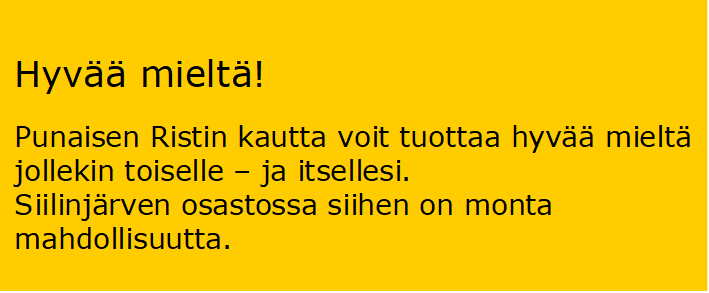 Hyvää mieltä!
Punaisen Ristin kautta voit tuottaa hyvää mieltä
jollekin toiselle – ja itsellesi.
Siilinjärven osastossa siihen on monta
mahdollisuutta.